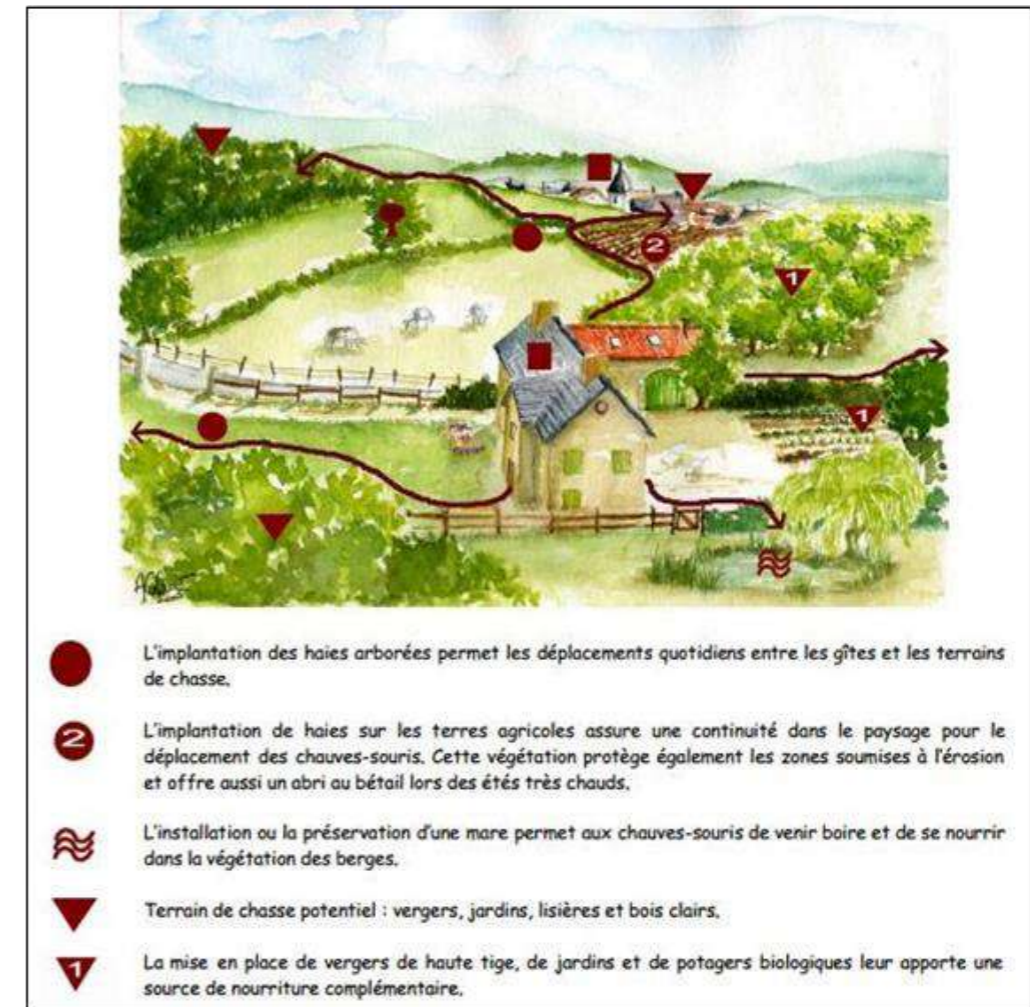 1
2
1
L'implantation des haies arborées permet les déplacements quotidiens entre les gîtes et les terrains
de chasse.
2
L'implantation de haies sur les terres agricoles assure une continuité dans le paysage pour le
déplacement des chauves-souris. Cette végétation protège également les zones soumises à l'érosion
et offre aussi un abri au bétail lors des étés très chauds.
L'installation ou la préservation d'une mare permet aux chauves-souris de venir boire et de se nourrir
dans la végétation des berges.
Terrain de chasse potentiel : vergers, jardins, lisières et bois clairs.
1
La mise en place de vergers de haute tige, de jardins et de potagers biologiques leur apporte une
source de nourriture complémentaire.